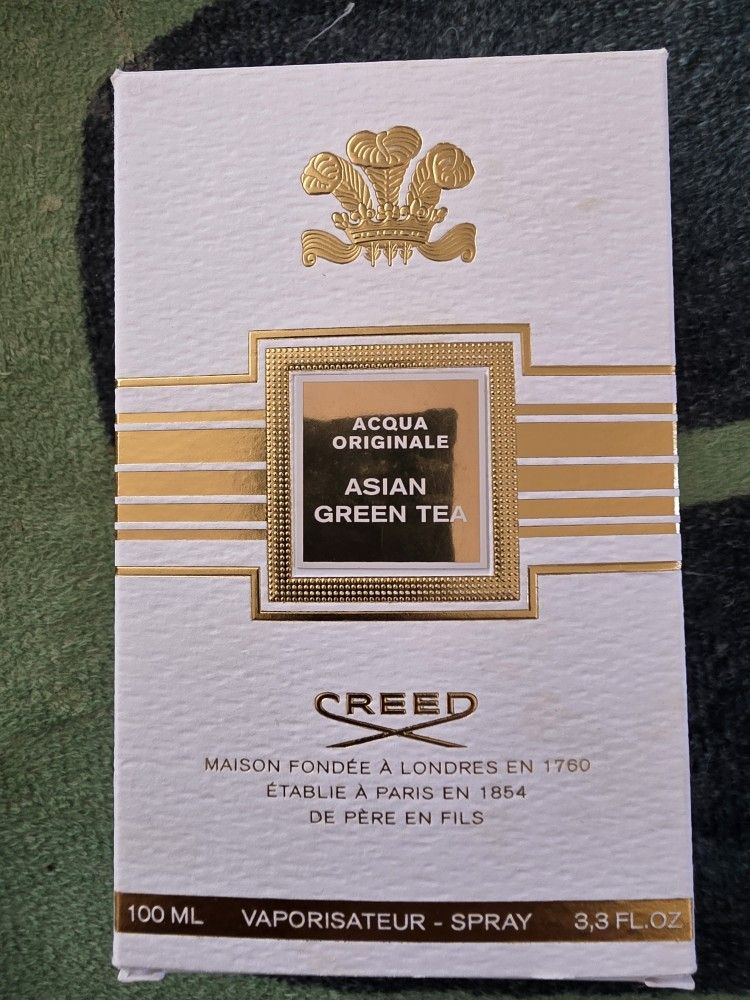 ACQUA
ORIGINALE
ASIAN
GREEN TEA
CREED
MAISON FONDÉE À LONDRES EN 1760
ÉTABLIE À PARIS EN 1854
DE PÈRE EN FILS
100 ML VAPORISATEUR - SPRAY 3,3 FL.OZ